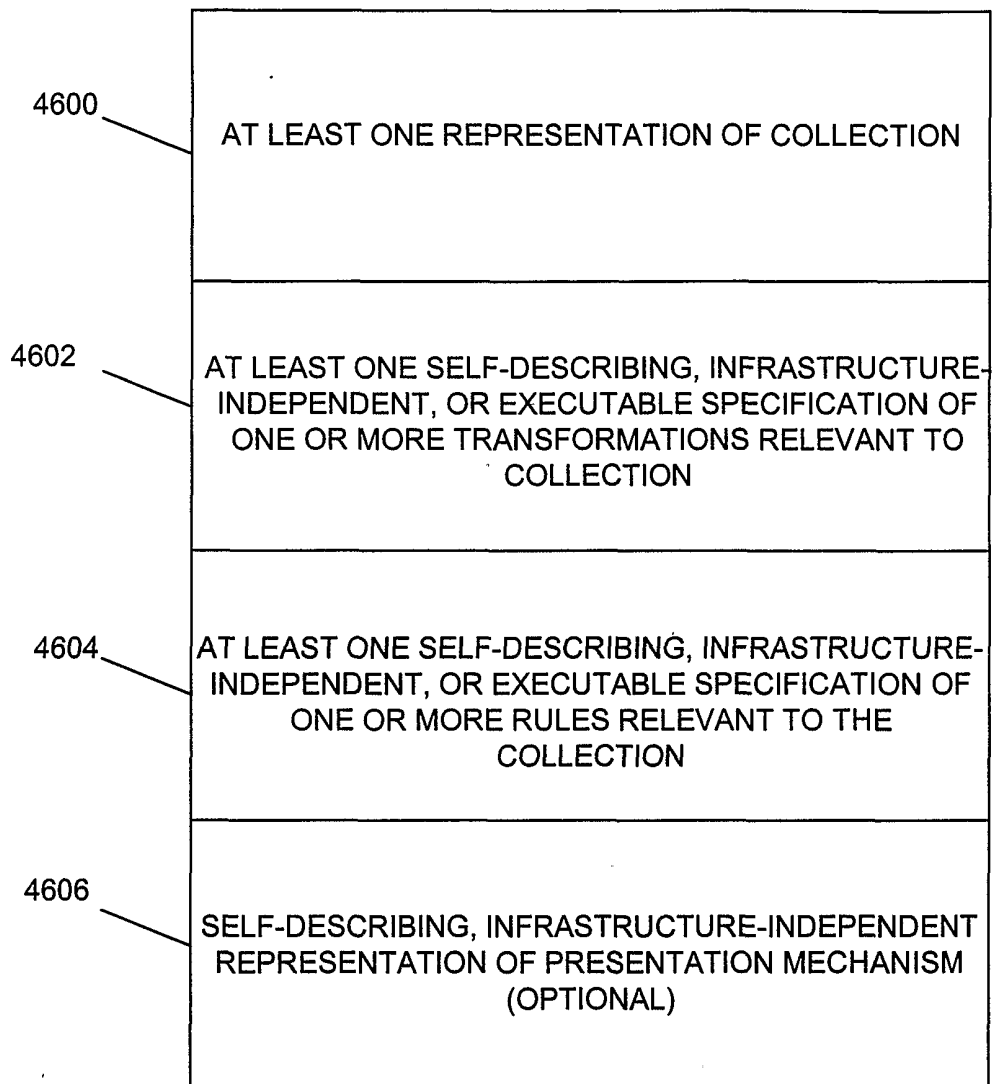 4600
AT LEAST ONE REPRESENTATION OF COLLECTION
4602
AT LEAST ONE SELF-DESCRIBING, INFRASTRUCTURE-
INDEPENDENT, OR EXECUTABLE SPECIFICATION OF
ONE OR MORE TRANSFORMATIONS RELEVANT TO
COLLECTION
4604
AT LEAST ONE SELF-DESCRIBING, INFRASTRUCTURE-
INDEPENDENT, OR EXECUTABLE SPECIFICATION OF
ONE OR MORE RULES RELEVANT TO THE
COLLECTION
4606
SELF-DESCRIBING, INFRASTRUCTURE-INDEPENDENT
REPRESENTATION OF PRESENTATION MECHANISM
(OPTIONAL)